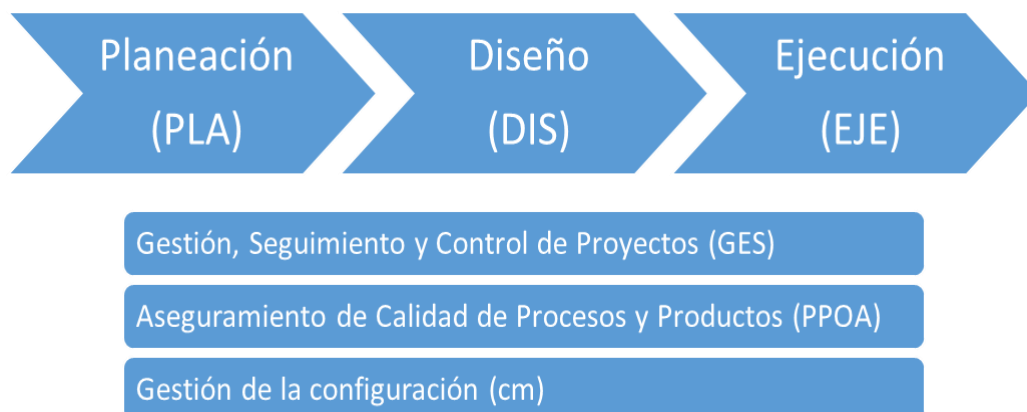 Planeación
(PLA)
Diseño
(DIS)
Ejecución
(EJE)
Gestión, Seguimiento y Control de Proyectos (GES)
Aseguramiento de Calidad de Procesos y Productos (PPOA)
Gestión de la configuración (cm)